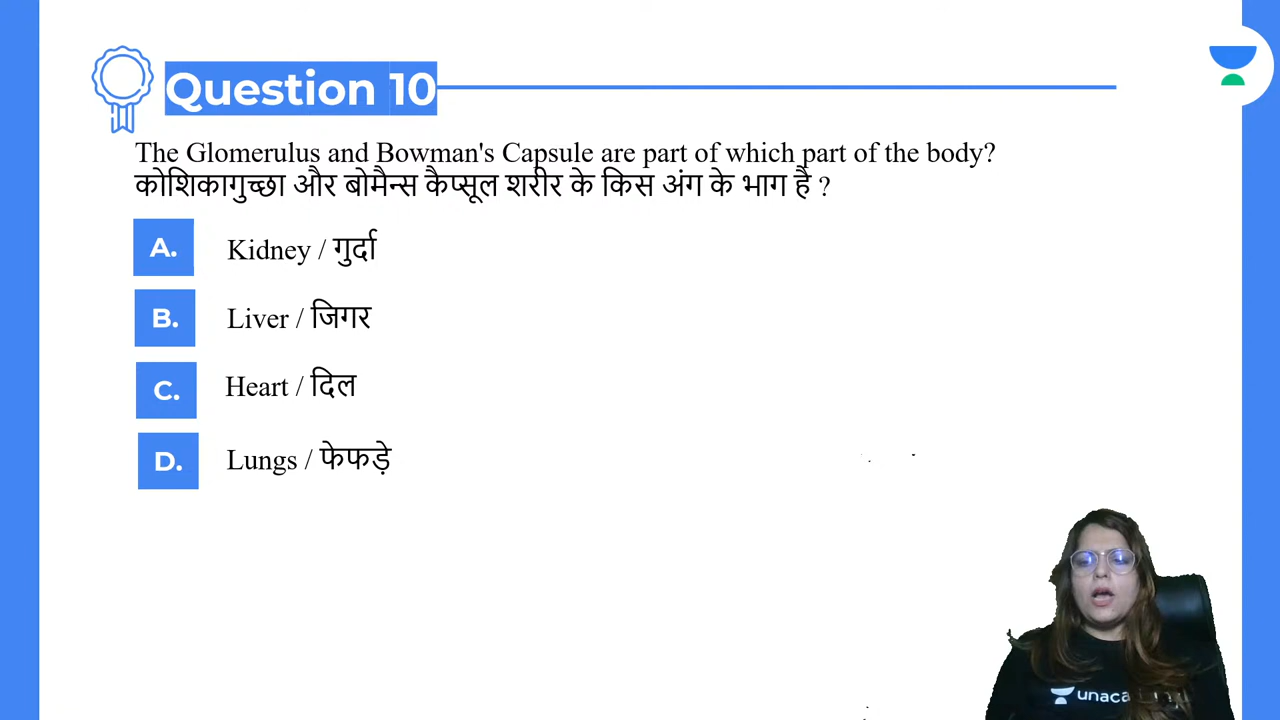 Question 10
The Glomerulus and Bowman's Capsule are part of which part of the body?
कोशिकागुच्छा और बोमैन्स कैप्सूल शरीर के किस अंग के भाग है ?
A. Kidney / गुर्दा
B. Liver / जिगर
C. Heart / दिल
D. Lungs / फेफड़े